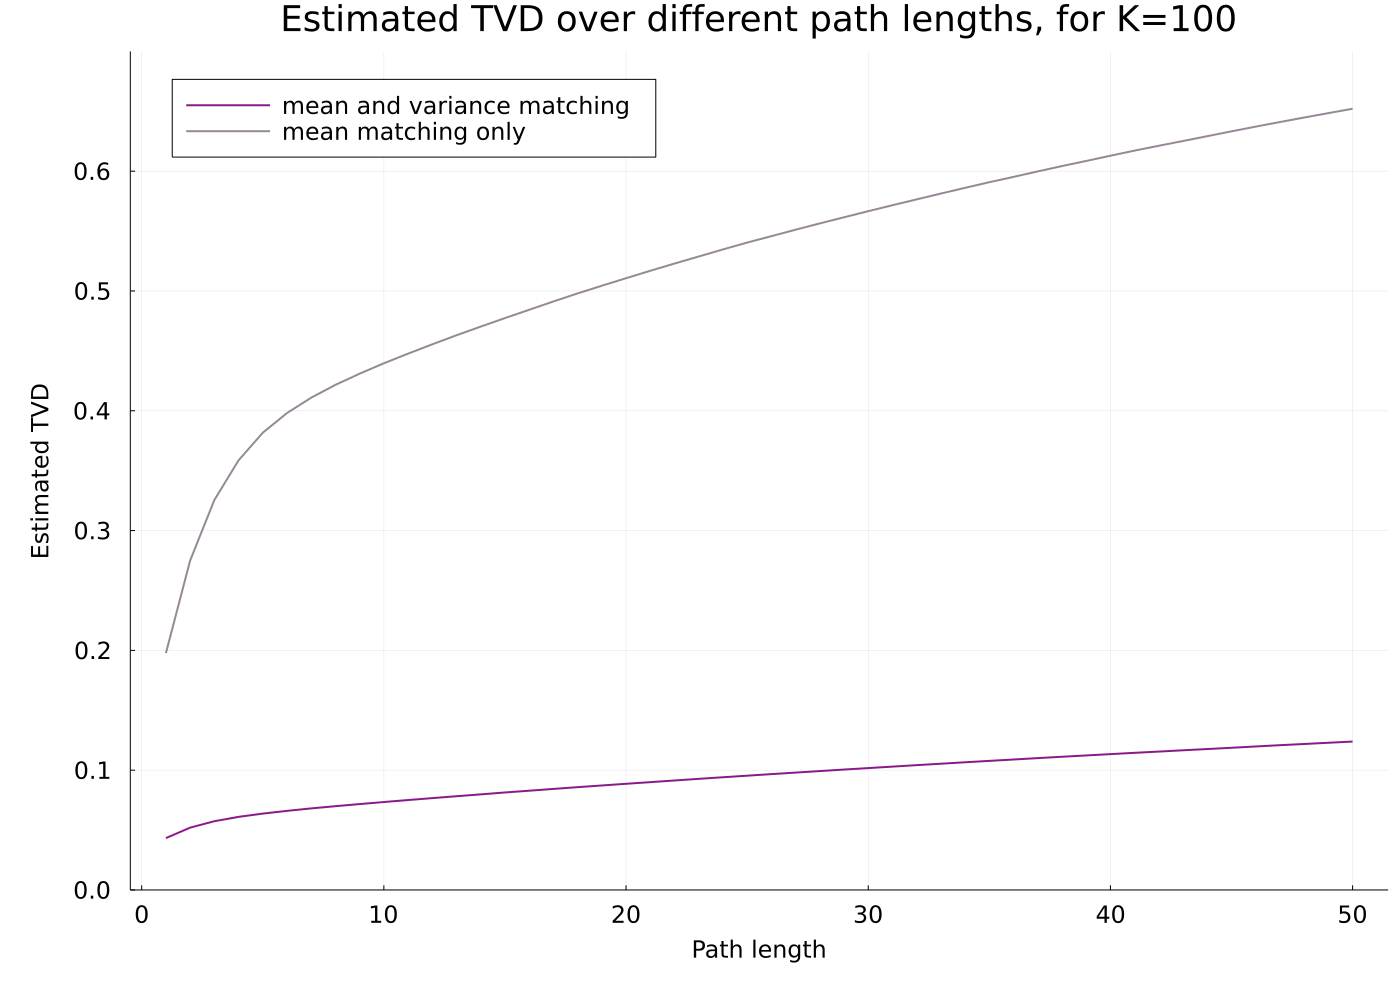 Estimated TVD over different path lengths, for K=100
mean and variance matching
mean matching only
0.6
0.5
0.4
0.3
0.2
0.1
0.0
Estimated TVD
0 10 20 30 40 50
Path length